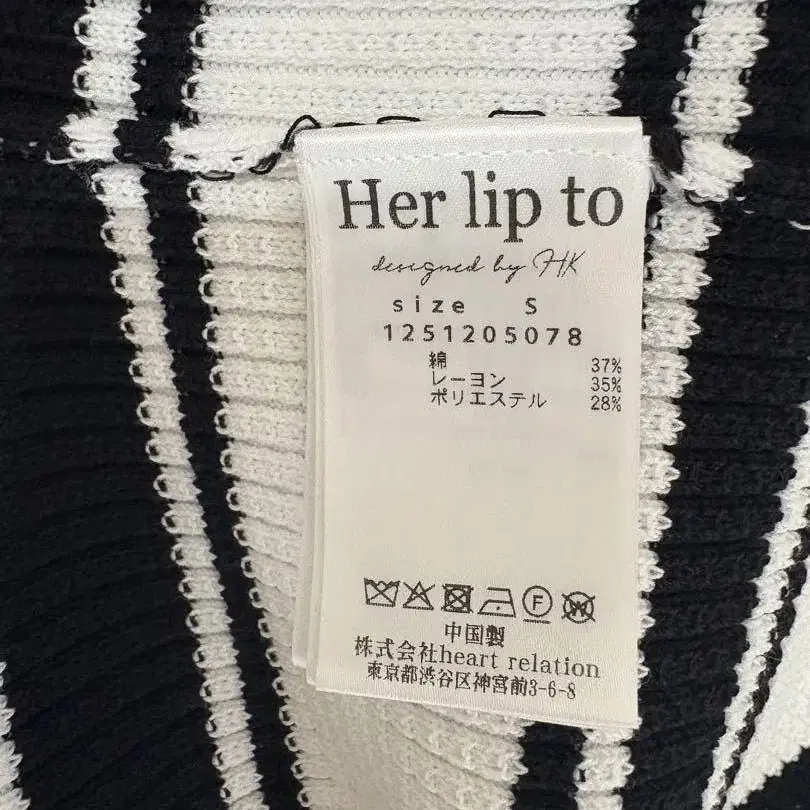 Her lip to
designed by HK
size S
1251205078
綿 37%
レーヨン 35%
ポリエステル 28%
F
W
中国製
株式会社heart relation
東京都渋谷区神宮前3-6-8